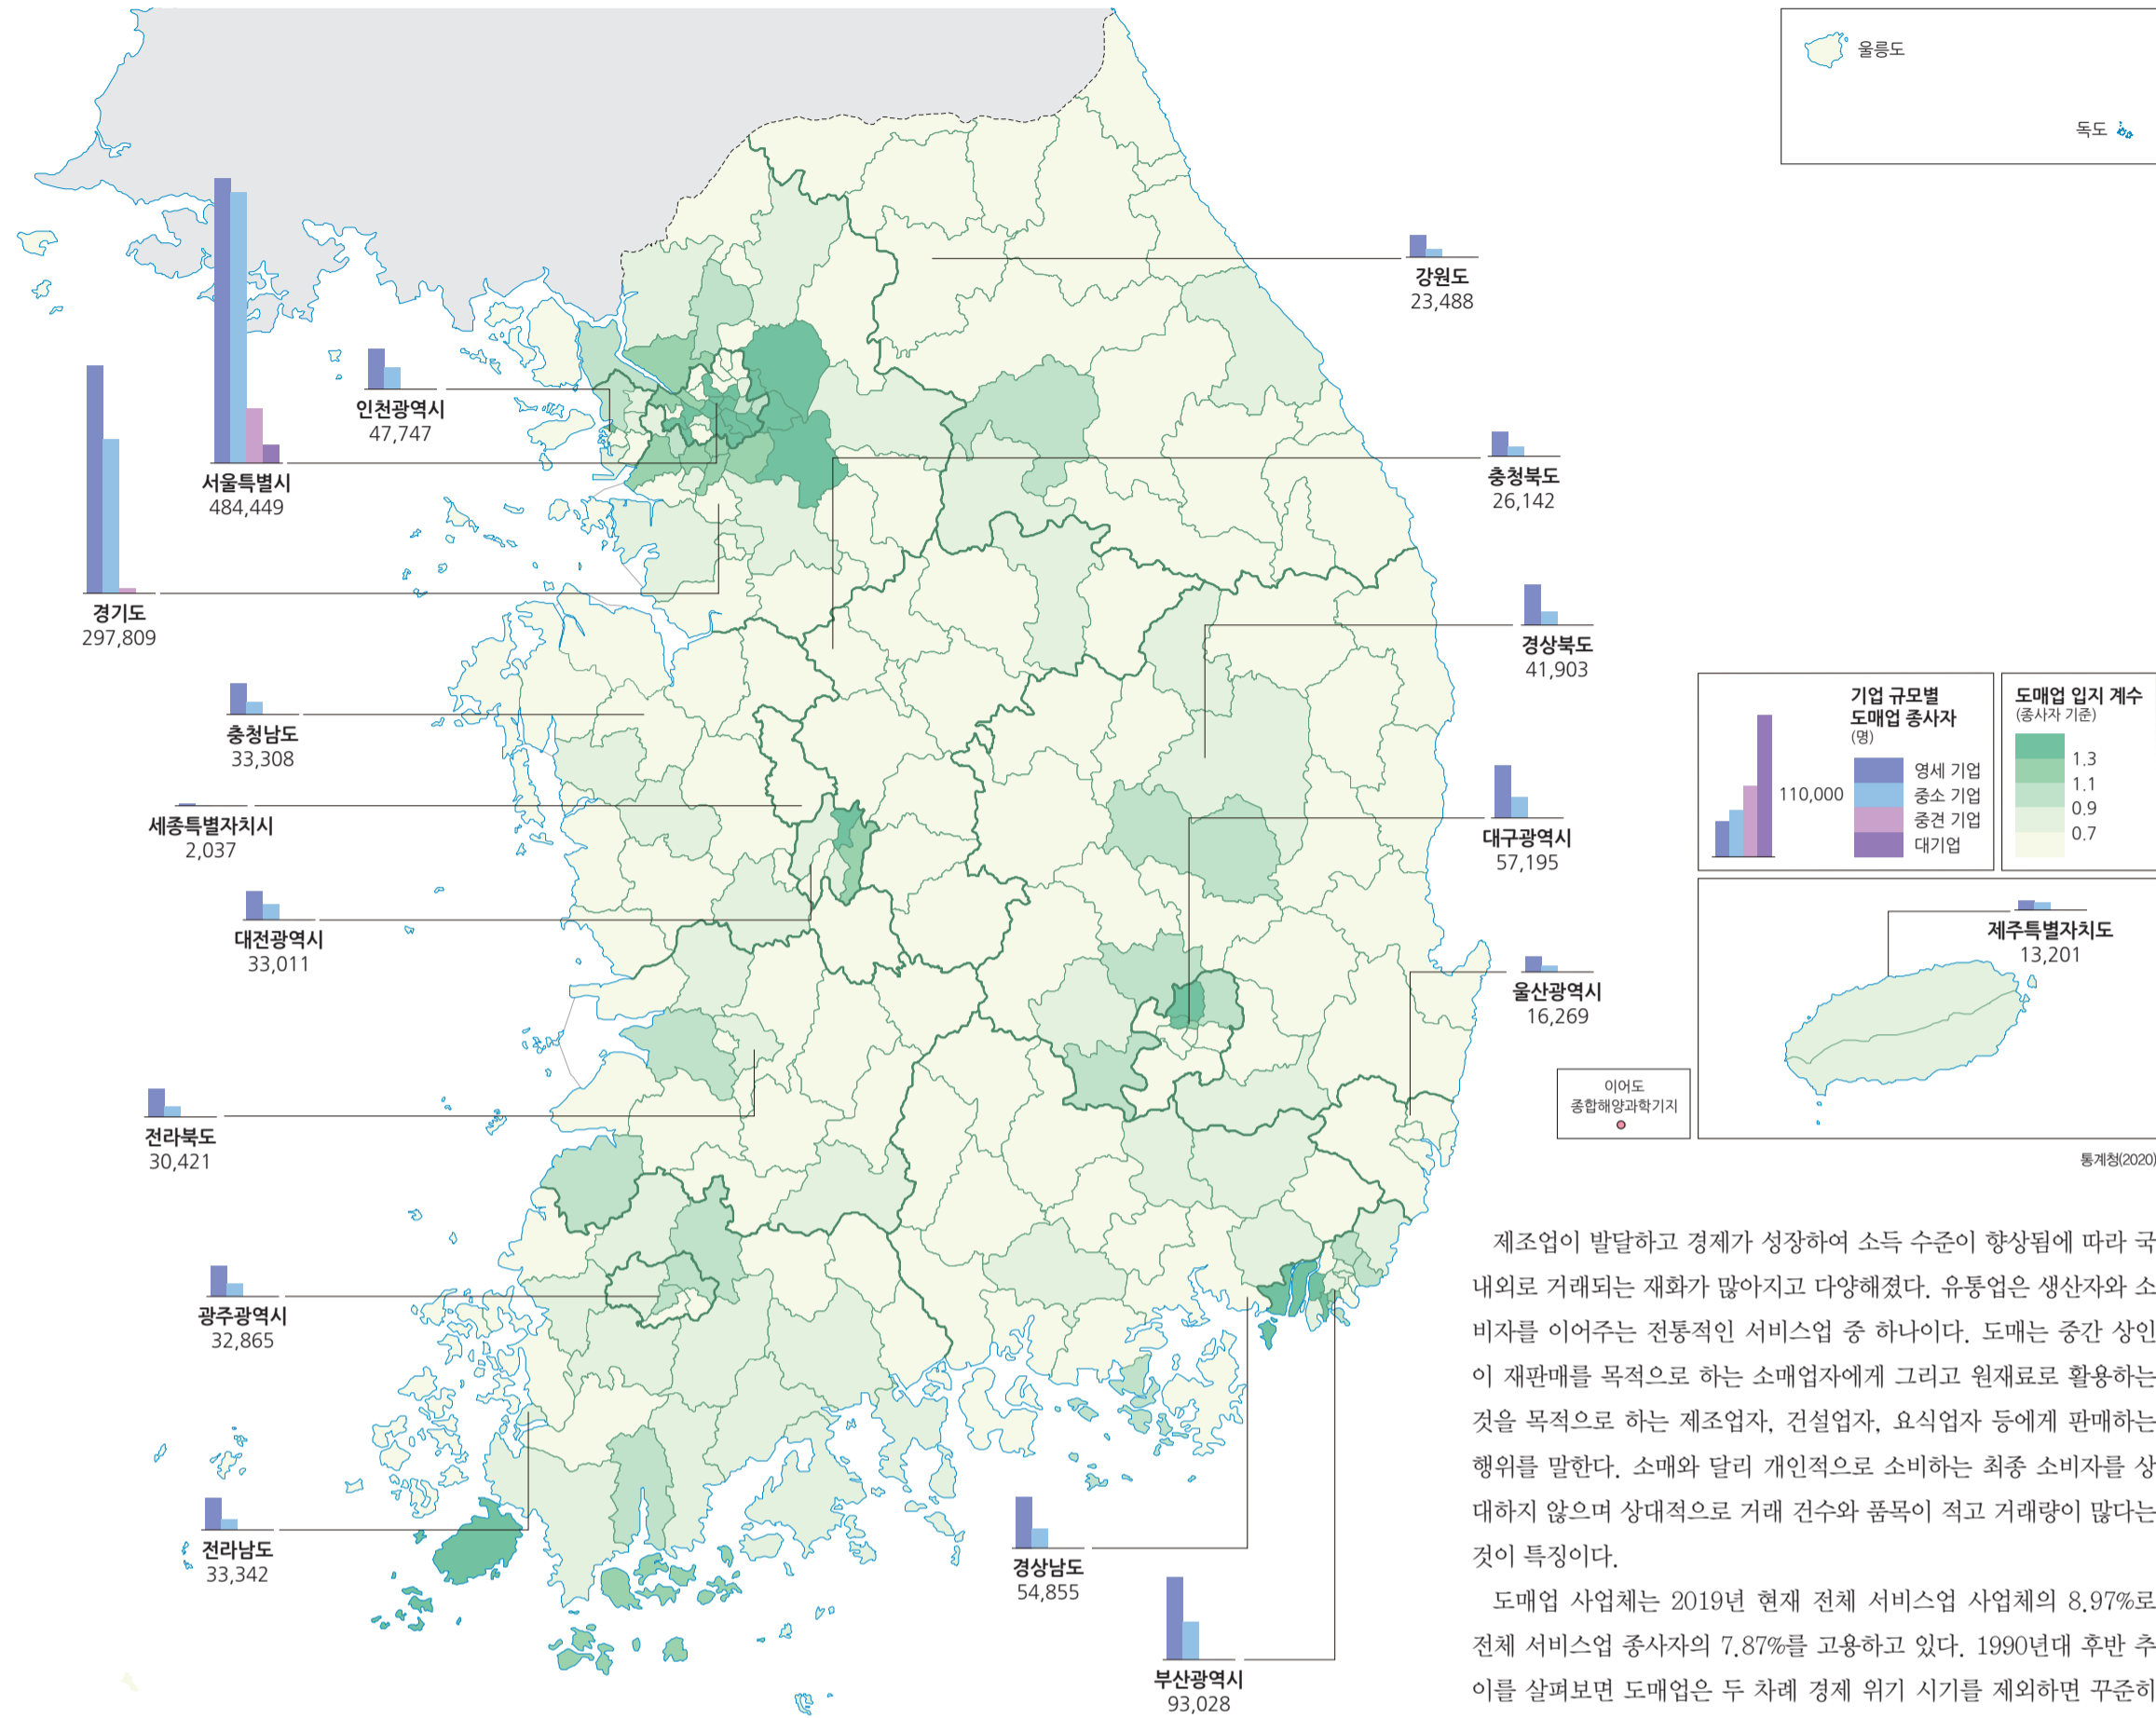 울릉도
독도
강원도
23,488
인천광역시
47,747
서울특별시
484,449
충청북도
26,142
경기도
297,809
경상북도
41,903
충청남도
33,308
세종특별자치시
2,037
대구광역시
57,195
대전광역시
33,011
울산광역시
16,269
전라북도
30,421
광주광역시
32,865
전라남도
33,342
경상남도
54,855
부산광역시
93,028
기업 규모별
도매업 종사자
(명)
110,000
영세 기업
중소 기업
중견 기업
대기업
도매업 입지 계수
(종사자 기준)
1.3
1.1
0.9
0.7
제주특별자치도
13,201
이어도
종합해양과학기지
통계청(2020)
제조업이 발달하고 경제가 성장하여 소득 수준이 향상됨에 따라 국
내외로 거래되는 재화가 많아지고 다양해졌다. 유통업은 생산자와 소
비자를 이어주는 전통적인 서비스업 중 하나이다. 도매는 중간 상인
이 재판매를 목적으로 하는 소매업자에게 그리고 원재료로 활용하는
것을 목적으로 하는 제조업자, 건설업자, 요식업자 등에게 판매하는
행위를 말한다. 소매와 달리 개인적으로 소비하는 최종 소비자를 상
대하지 않으며 상대적으로 거래 건수와 품목이 적고 거래량이 많다는
것이 특징이다.
도매업 사업체는 2019년 현재 전체 서비스업 사업체의 8.97%로
전체 서비스업 종사자의 7.87%를 고용하고 있다. 1990년대 후반 추
이를 살펴보면 도매업은 두 차례 경제 위기 시기를 제외하면 꾸준히